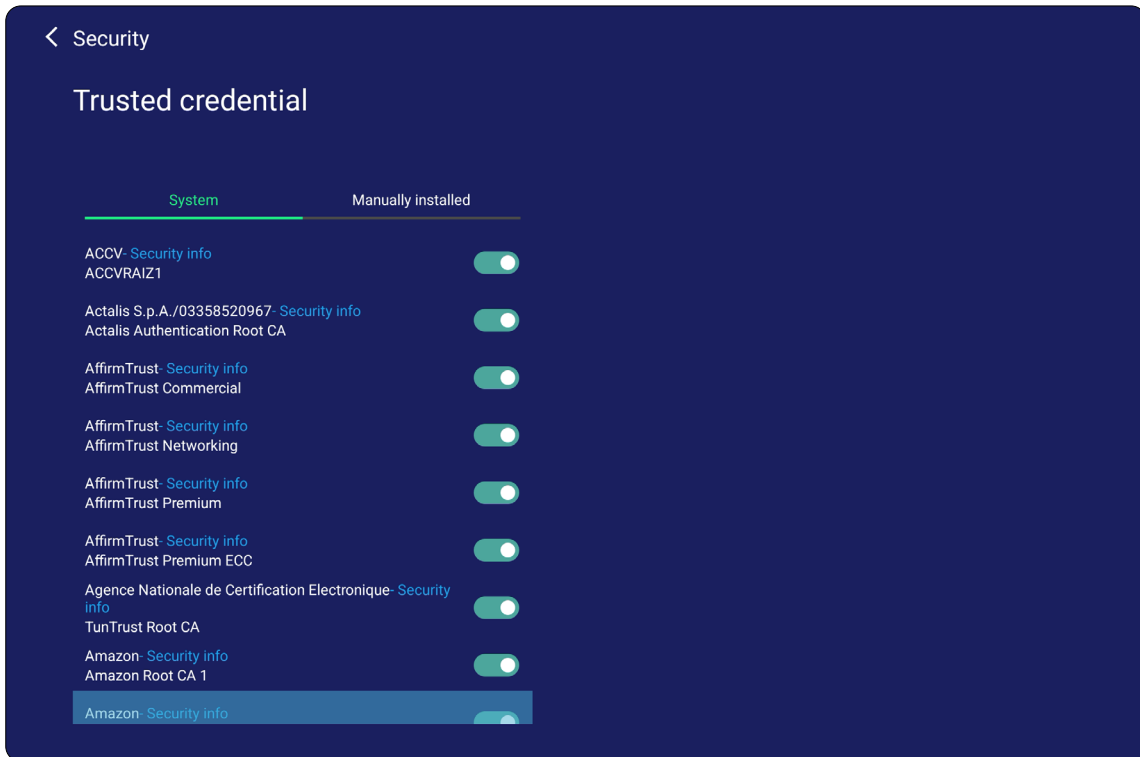 Security
Trusted credential
System
Manually installed
ACCV- Security info
ACCVRAIZ1
Actalis S.p.A./03358520967- Security info
Actalis Authentication Root CA
AffirmTrust- Security info
AffirmTrust Commercial
AffirmTrust- Security info
AffirmTrust Networking
AffirmTrust- Security info
AffirmTrust Premium
AffirmTrust- Security info
AffirmTrust Premium ECC
Agence Nationale de Certification Electronique- Security
info
TunTrust Root CA
Amazon- Security info
Amazon Root CA 1
Amazon- Security info